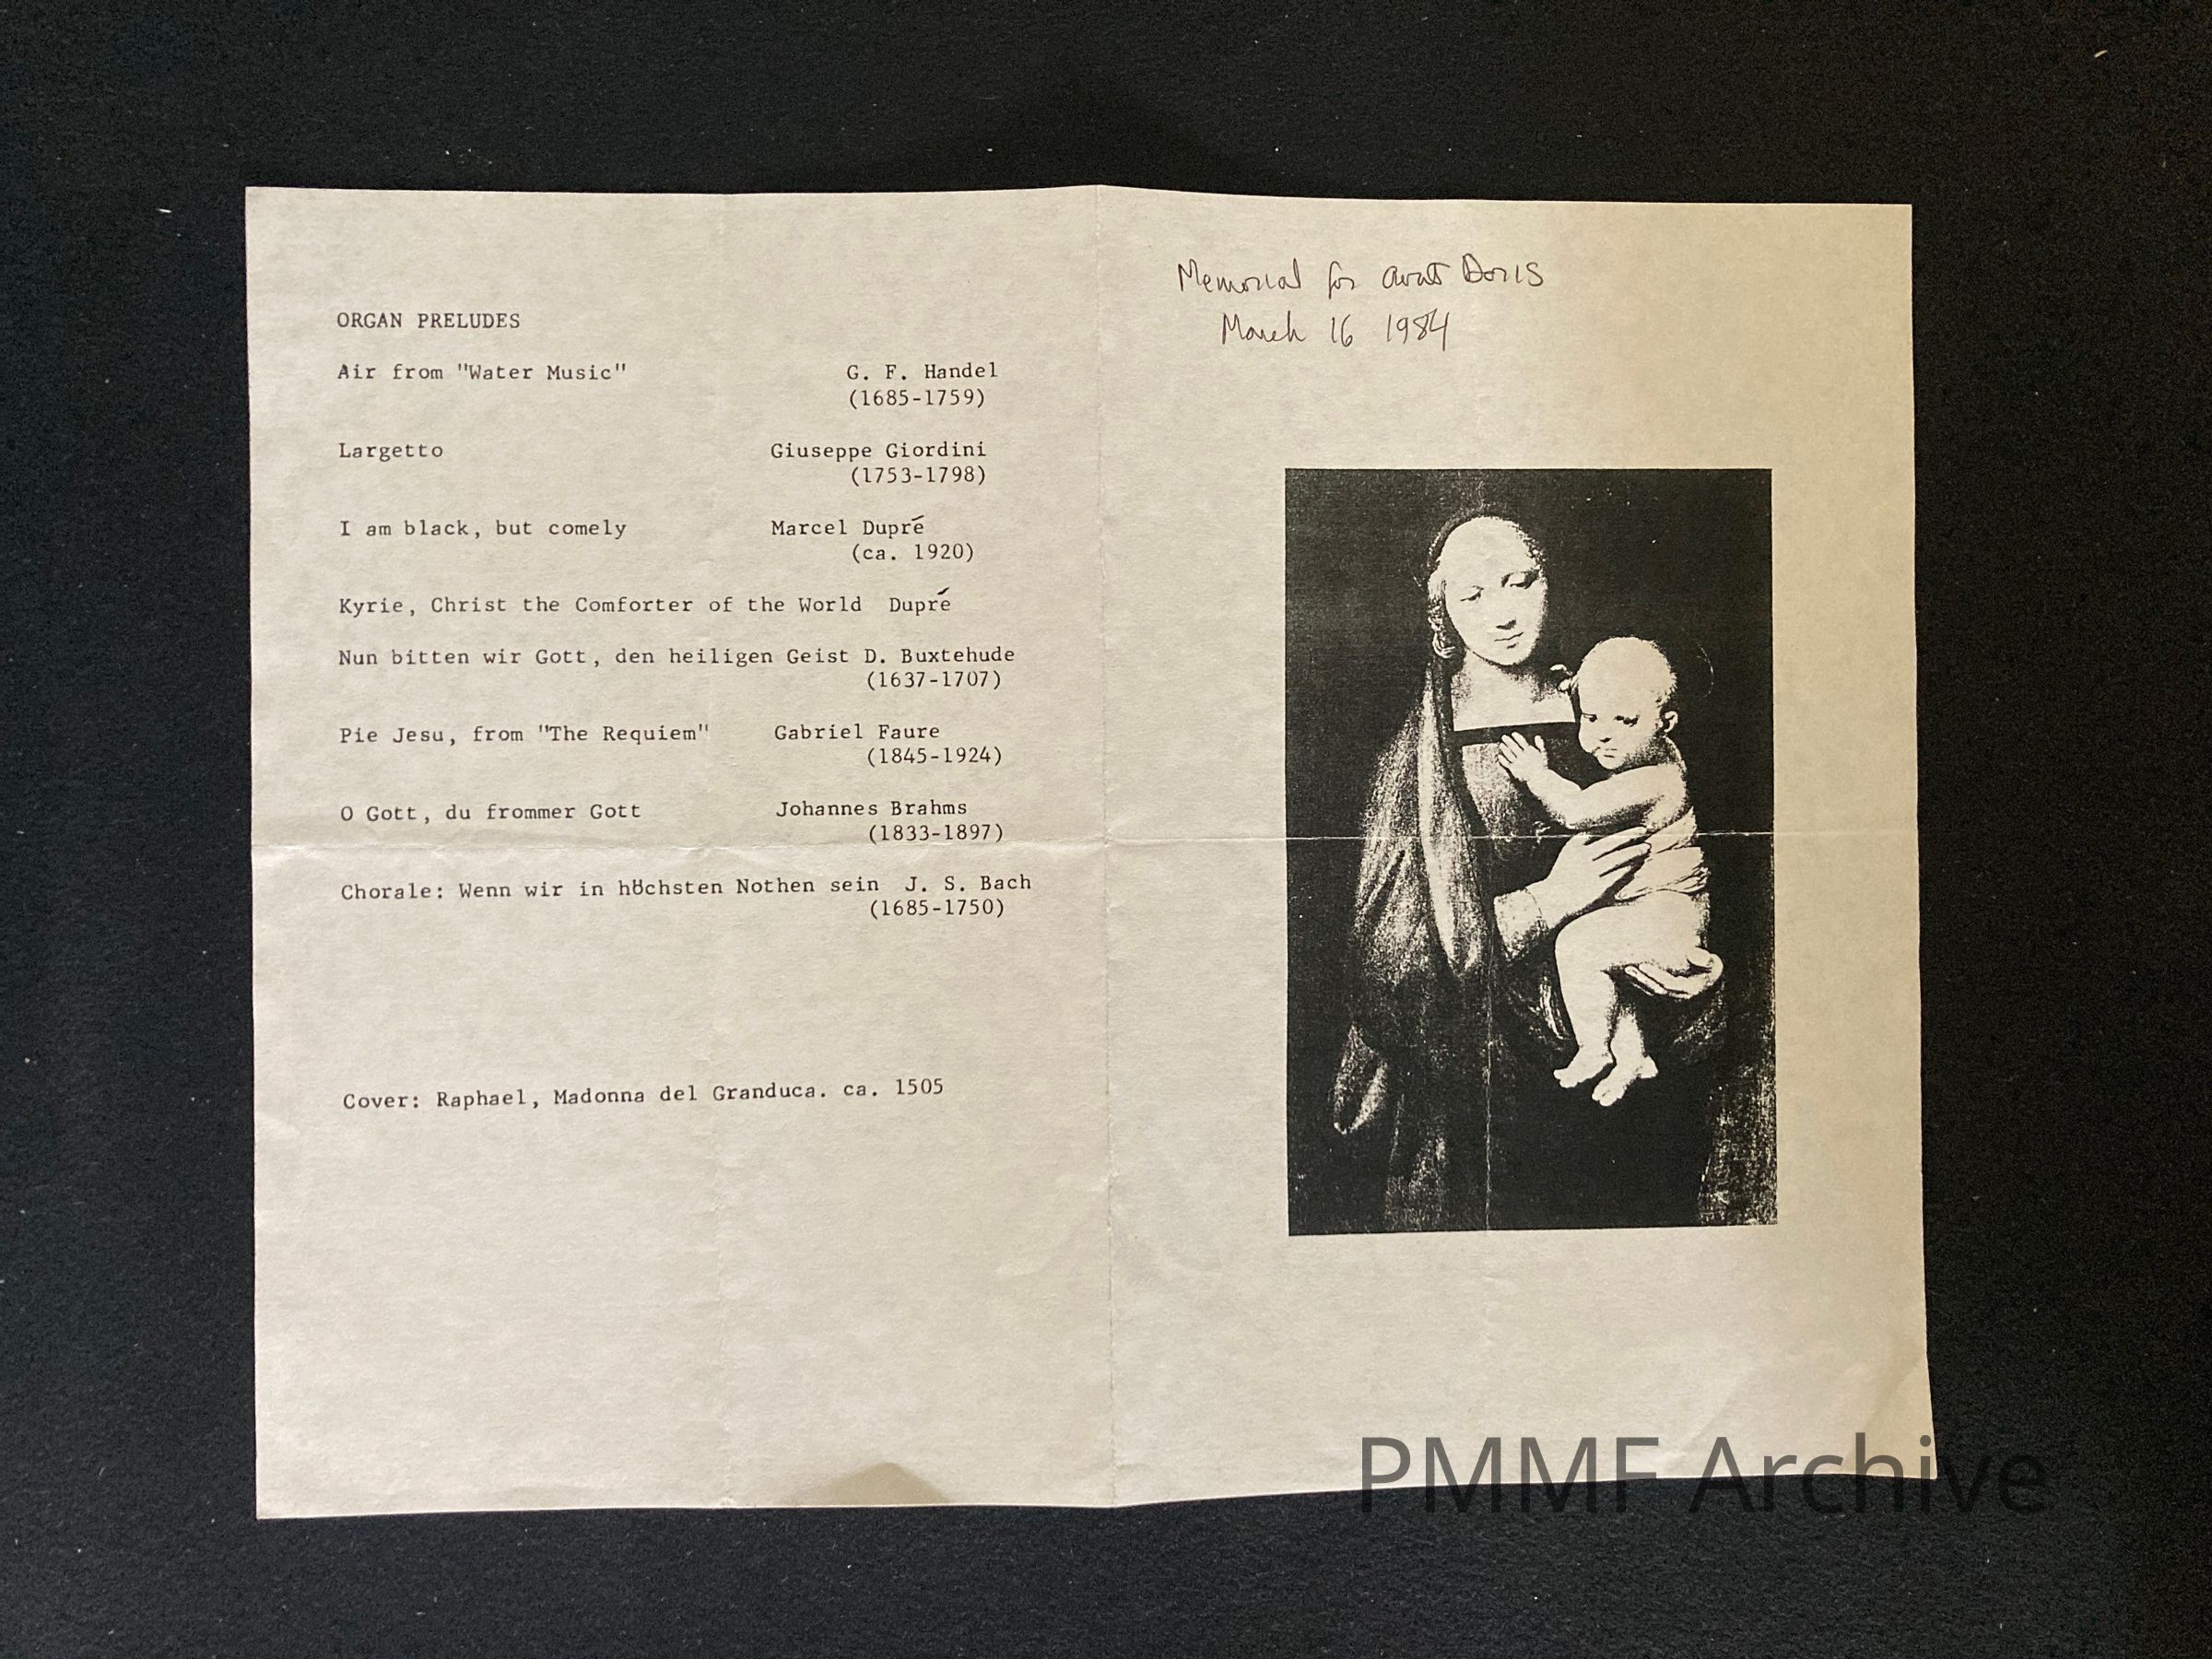 ORGAN PRELUDES
Air from "Water Music" G. F. Handel
(1685-1759)
Largetto Giuseppe Giordini
(1753-1798)
I am black, but comely Marcel Dupré
(ca. 1920)
Kyrie, Christ the Comforter of the World Dupré
Nun bitten wir Gott, den heiligen Geist D. Buxtehude
(1637-1707)
Pie Jesu, from "The Requiem" Gabriel Faure
(1845-1924)
O Gott, du frommer Gott Johannes Brahms
(1833-1897)
Chorale: Wenn wir in höchsten Nothen sein J. S. Bach
(1685-1750)
Cover: Raphael, Madonna del Granduca. ca. 1505
Memorial for aunt Doris
March 16 1984
PMMF Archive